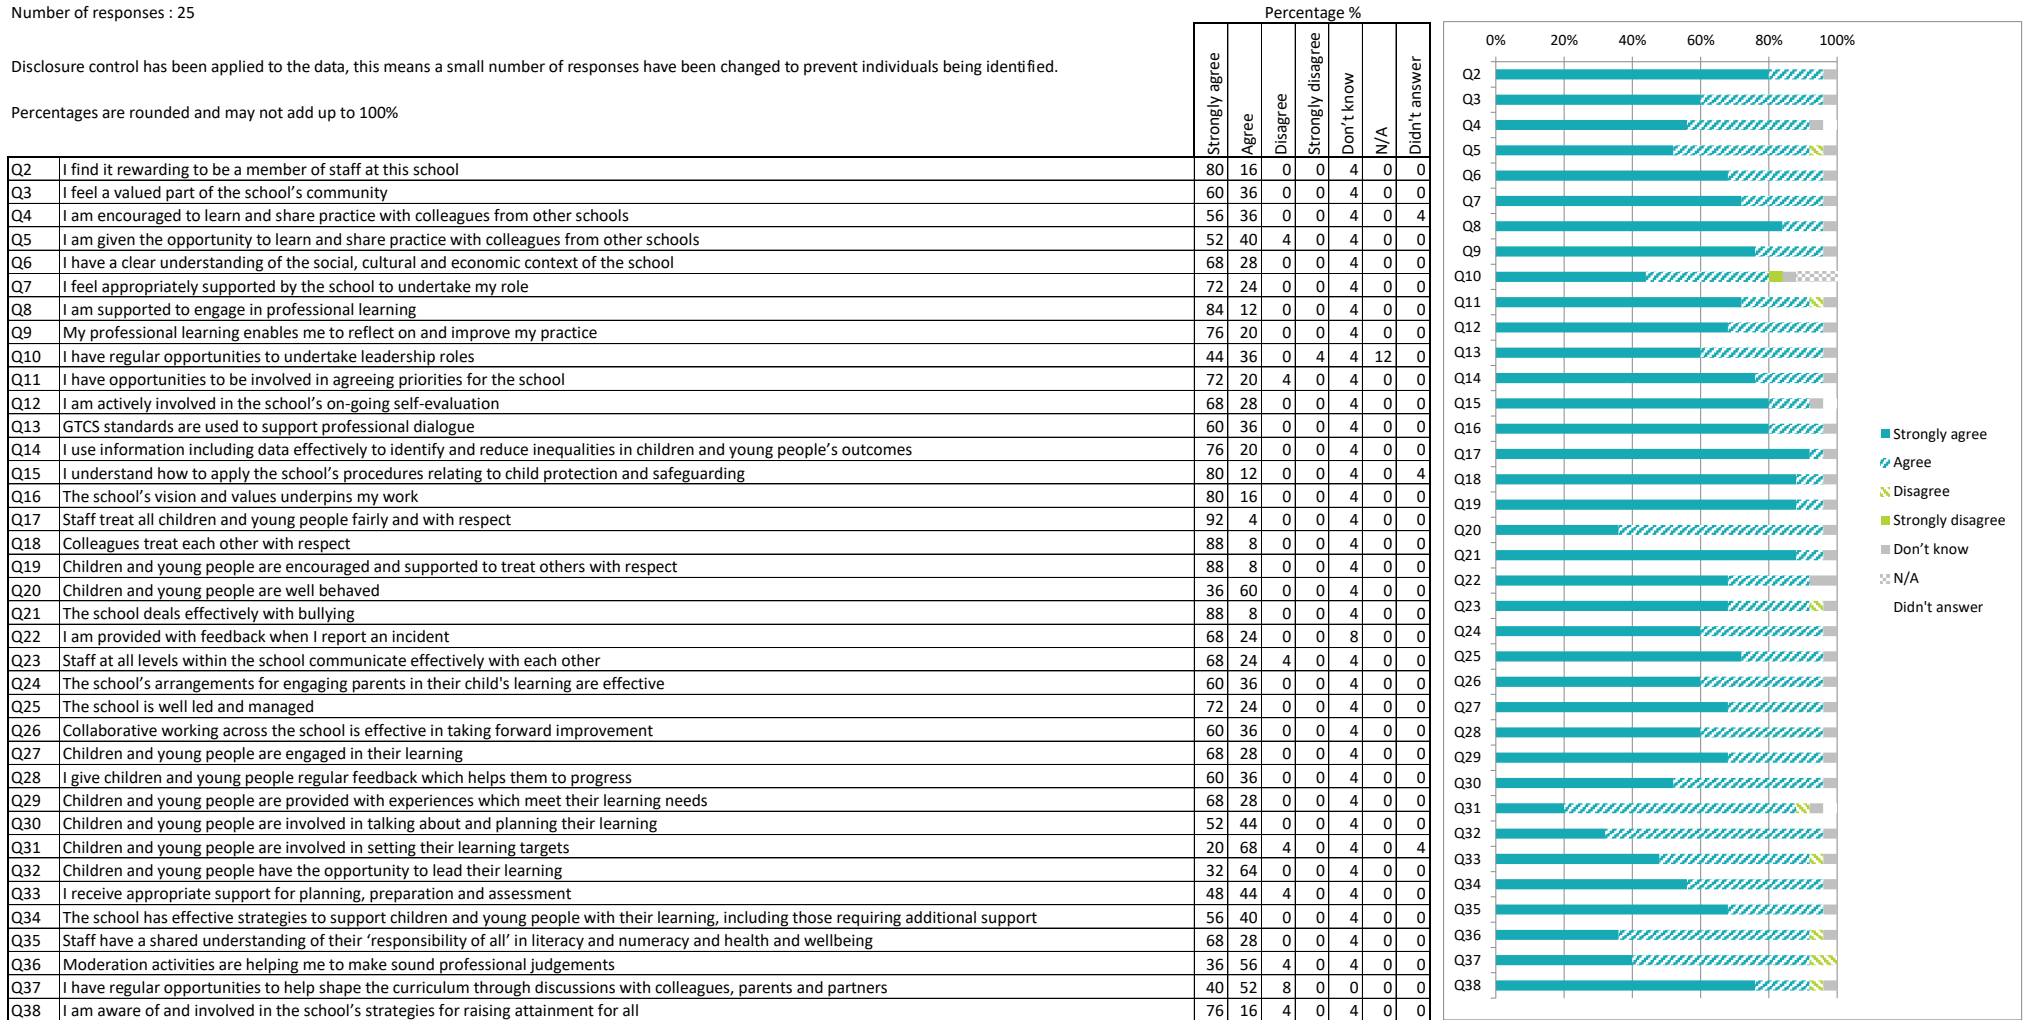 Number of responses : 25
Percentage %
Disclosure control has been applied to the data, this means a small number of responses have been changed to prevent individuals being identified.
Percentages are rounded and may not add up to 100%
Strongly agree
Agree
Disagree
Strongly disagree
Don't know
N/A
Didn't answer
Q2 I find it rewarding to be a member of staff at this school 80 16 0 0 4 0 0
Q3 I feel a valued part of the school's community 60 36 0 0 4 0 0
Q4 I am encouraged to learn and share practice with colleagues from other schools 56 36 0 0 4 0 4
Q5 I am given the opportunity to learn and share practice with colleagues from other schools 52 40 4 0 4 0 0
Q6 I have a clear understanding of the social, cultural and economic context of the school 68 28 0 0 4 0 0
Q7 I feel appropriately supported by the school to undertake my role 72 24 0 0 4 0 0
Q8 I am supported to engage in professional learning 84 12 0 0 4 0 0
Q9 My professional learning enables me to reflect on and improve my practice 76 20 0 0 4 0 0
Q10 I have regular opportunities to undertake leadership roles 44 36 0 4 4 12 0
Q11 I have opportunities to be involved in agreeing priorities for the school 72 20 4 0 4 0 0
Q12 I am actively involved in the school's on-going self-evaluation 68 28 0 0 4 0 0
Q13 GTCS standards are used to support professional dialogue 60 36 0 0 4 0 0
Q14 I use information including data effectively to identify and reduce inequalities in children and young people's outcomes 76 20 0 0 4 0 0
Q15 I understand how to apply the school's procedures relating to child protection and safeguarding 80 12 0 0 4 0 4
Q16 The school's vision and values underpins my work 80 16 0 0 4 0 0
Q17 Staff treat all children and young people fairly and with respect 92 4 0 0 4 0 0
Q18 Colleagues treat each other with respect 88 8 0 0 4 0 0
Q19 Children and young people are encouraged and supported to treat others with respect 88 8 0 0 4 0 0
Q20 Children and young people are well behaved 36 60 0 0 4 0 0
Q21 The school deals effectively with bullying 88 8 0 0 4 0 0
Q22 I am provided with feedback when I report an incident 68 24 0 0 8 0 0
Q23 Staff at all levels within the school communicate effectively with each other 68 24 4 0 4 0 0
Q24 The school's arrangements for engaging parents in their child's learning are effective 60 36 0 0 4 0 0
Q25 The school is well led and managed 72 24 0 0 4 0 0
Q26 Collaborative working across the school is effective in taking forward improvement 60 36 0 0 4 0 0
Q27 Children and young people are engaged in their learning 68 28 0 0 4 0 0
Q28 I give children and young people regular feedback which helps them to progress 60 36 0 0 4 0 0
Q29 Children and young people are provided with experiences which meet their learning needs 68 28 0 0 4 0 0
Q30 Children and young people are involved in talking about and planning their learning 52 44 0 0 4 0 0
Q31 Children and young people are involved in setting their learning targets 20 68 4 0 4 0 4
Q32 Children and young people have the opportunity to lead their learning 32 64 0 0 4 0 0
Q33 I receive appropriate support for planning, preparation and assessment 48 44 4 0 4 0 0
Q34 The school has effective strategies to support children and young people with their learning, including those requiring additional support 56 40 0 0 4 0 0
Q35 Staff have a shared understanding of their 'responsibility of all' in literacy and numeracy and health and wellbeing 68 28 0 0 4 0 0
Q36 Moderation activities are helping me to make sound professional judgements 36 56 4 0 4 0 0
Q37 I have regular opportunities to help shape the curriculum through discussions with colleagues, parents and partners 40 52 8 0 0 0 0
Q38 I am aware of and involved in the school's strategies for raising attainment for all 76 16 4 0 4 0 0
0% 20% 40% 60% 80% 100%
Q2
Q3
Q4
Q5
Q6
Q7
Q8
Q9
Q10
Q11
Q12
Q13
Q14
Q15
Q16
Q17
Q18
Q19
Q20
Q21
Q22
Q23
Q24
Q25
Q26
Q27
Q28
Q29
Q30
Q31
Q32
Q33
Q34
Q35
Q36
Q37
Q38
Strongly agree
Agree
Disagree
Strongly disagree
Don't know
N/A
Didn't answer